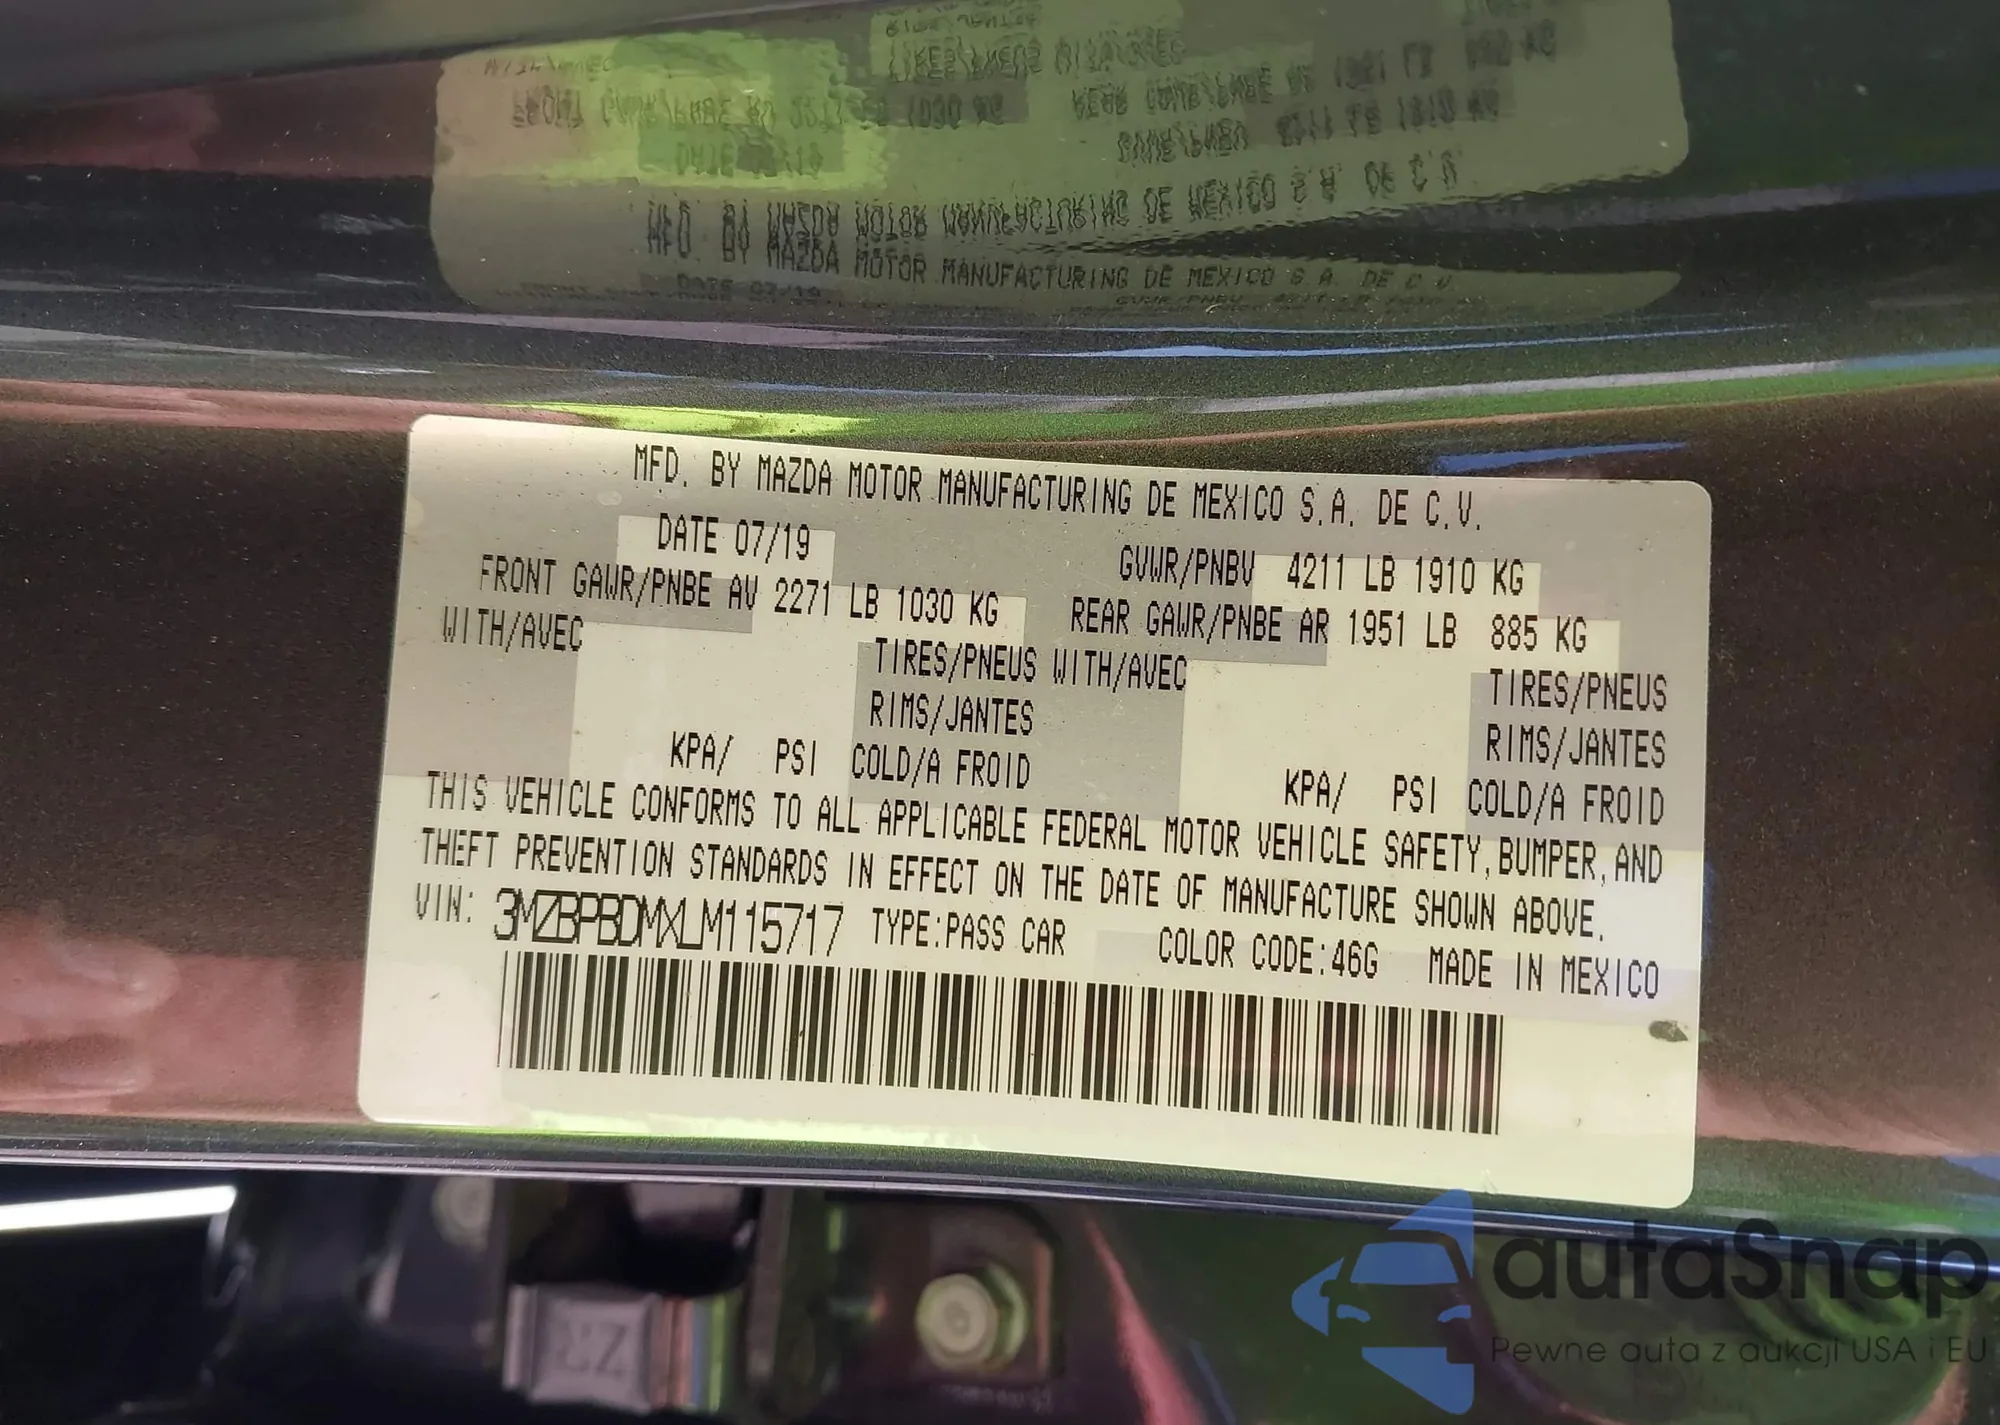 MFD. BY MAZDA MOTOR MANUFACTURING DE MEXICO S.A. DE C.V.
DATE 07/19 GVWR/PNBV 4211 LB 1910 KG
FRONT GAWR/PNBE AV 2271 LB 1030 KG REAR GAWR/PNBE AR 1951 LB 885 KG
WITH/AVEC TIRES/PNEUS WITH/AVEC TIRES/PNEUS
RIMS/JANTES RIMS/JANTES
KPA/ PSI COLD/A FROID KPA/ PSI COLD/A FROID
THIS VEHICLE CONFORMS TO ALL APPLICABLE FEDERAL MOTOR VEHICLE SAFETY, BUMPER, AND
THEFT PREVENTION STANDARDS IN EFFECT ON THE DATE OF MANUFACTURE SHOWN ABOVE.
VIN: 3MZBPBDMXLM115717 TYPE:PASS CAR COLOR CODE:46G MADE IN MEXICO
autaSnap
Pewne auta z aukcji USA i EU